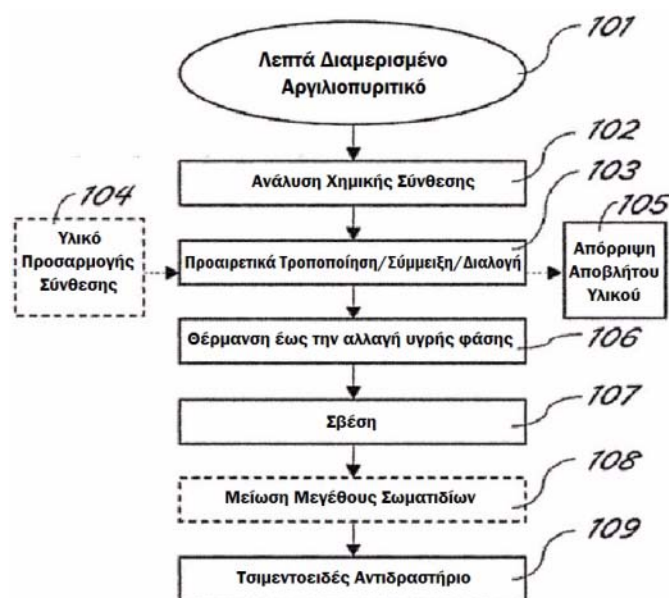 101
Λεπτά Διαμερισμένο
Αργιλιοπυριτικό
102
Ανάλυση Χημικής Σύνθεσης
103
104
Υλικό
Προσαρμογής
Σύνθεσης
Προαιρετικά Τροποποίηση/Σύμμειξη/Διαλογή
105
Απόρριψη
Αποβλήτου
Υλικού
Θέρμανση έως την αλλαγή υγρής φάσης
106
Σβέση
107
Μείωση Μεγέθους Σωματιδίων
108
Τσιμεντοειδές Αντιδραστήριο
109